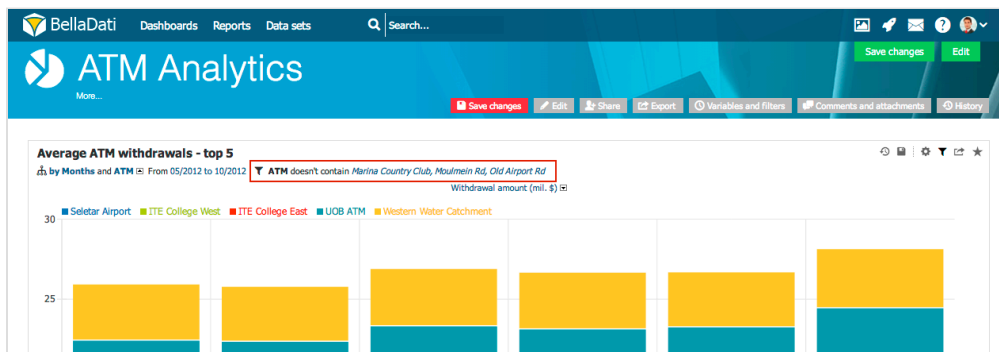 BellaDati Dashboards Reports Data sets Search...
Save changes Edit
ATM Analytics
More...
Save changes Edit Share Export Variables and filters Comments and attachments History
Average ATM withdrawals - top 5
by Months and ATM From 05/2012 to 10/2012 ATM doesn't contain Marina Country Club, Moulmein Rd, Old Airport Rd
Withdrawal amount (mil. $)
Seletar Airport ITE College West ITE College East UOB ATM Western Water Catchment
30
25